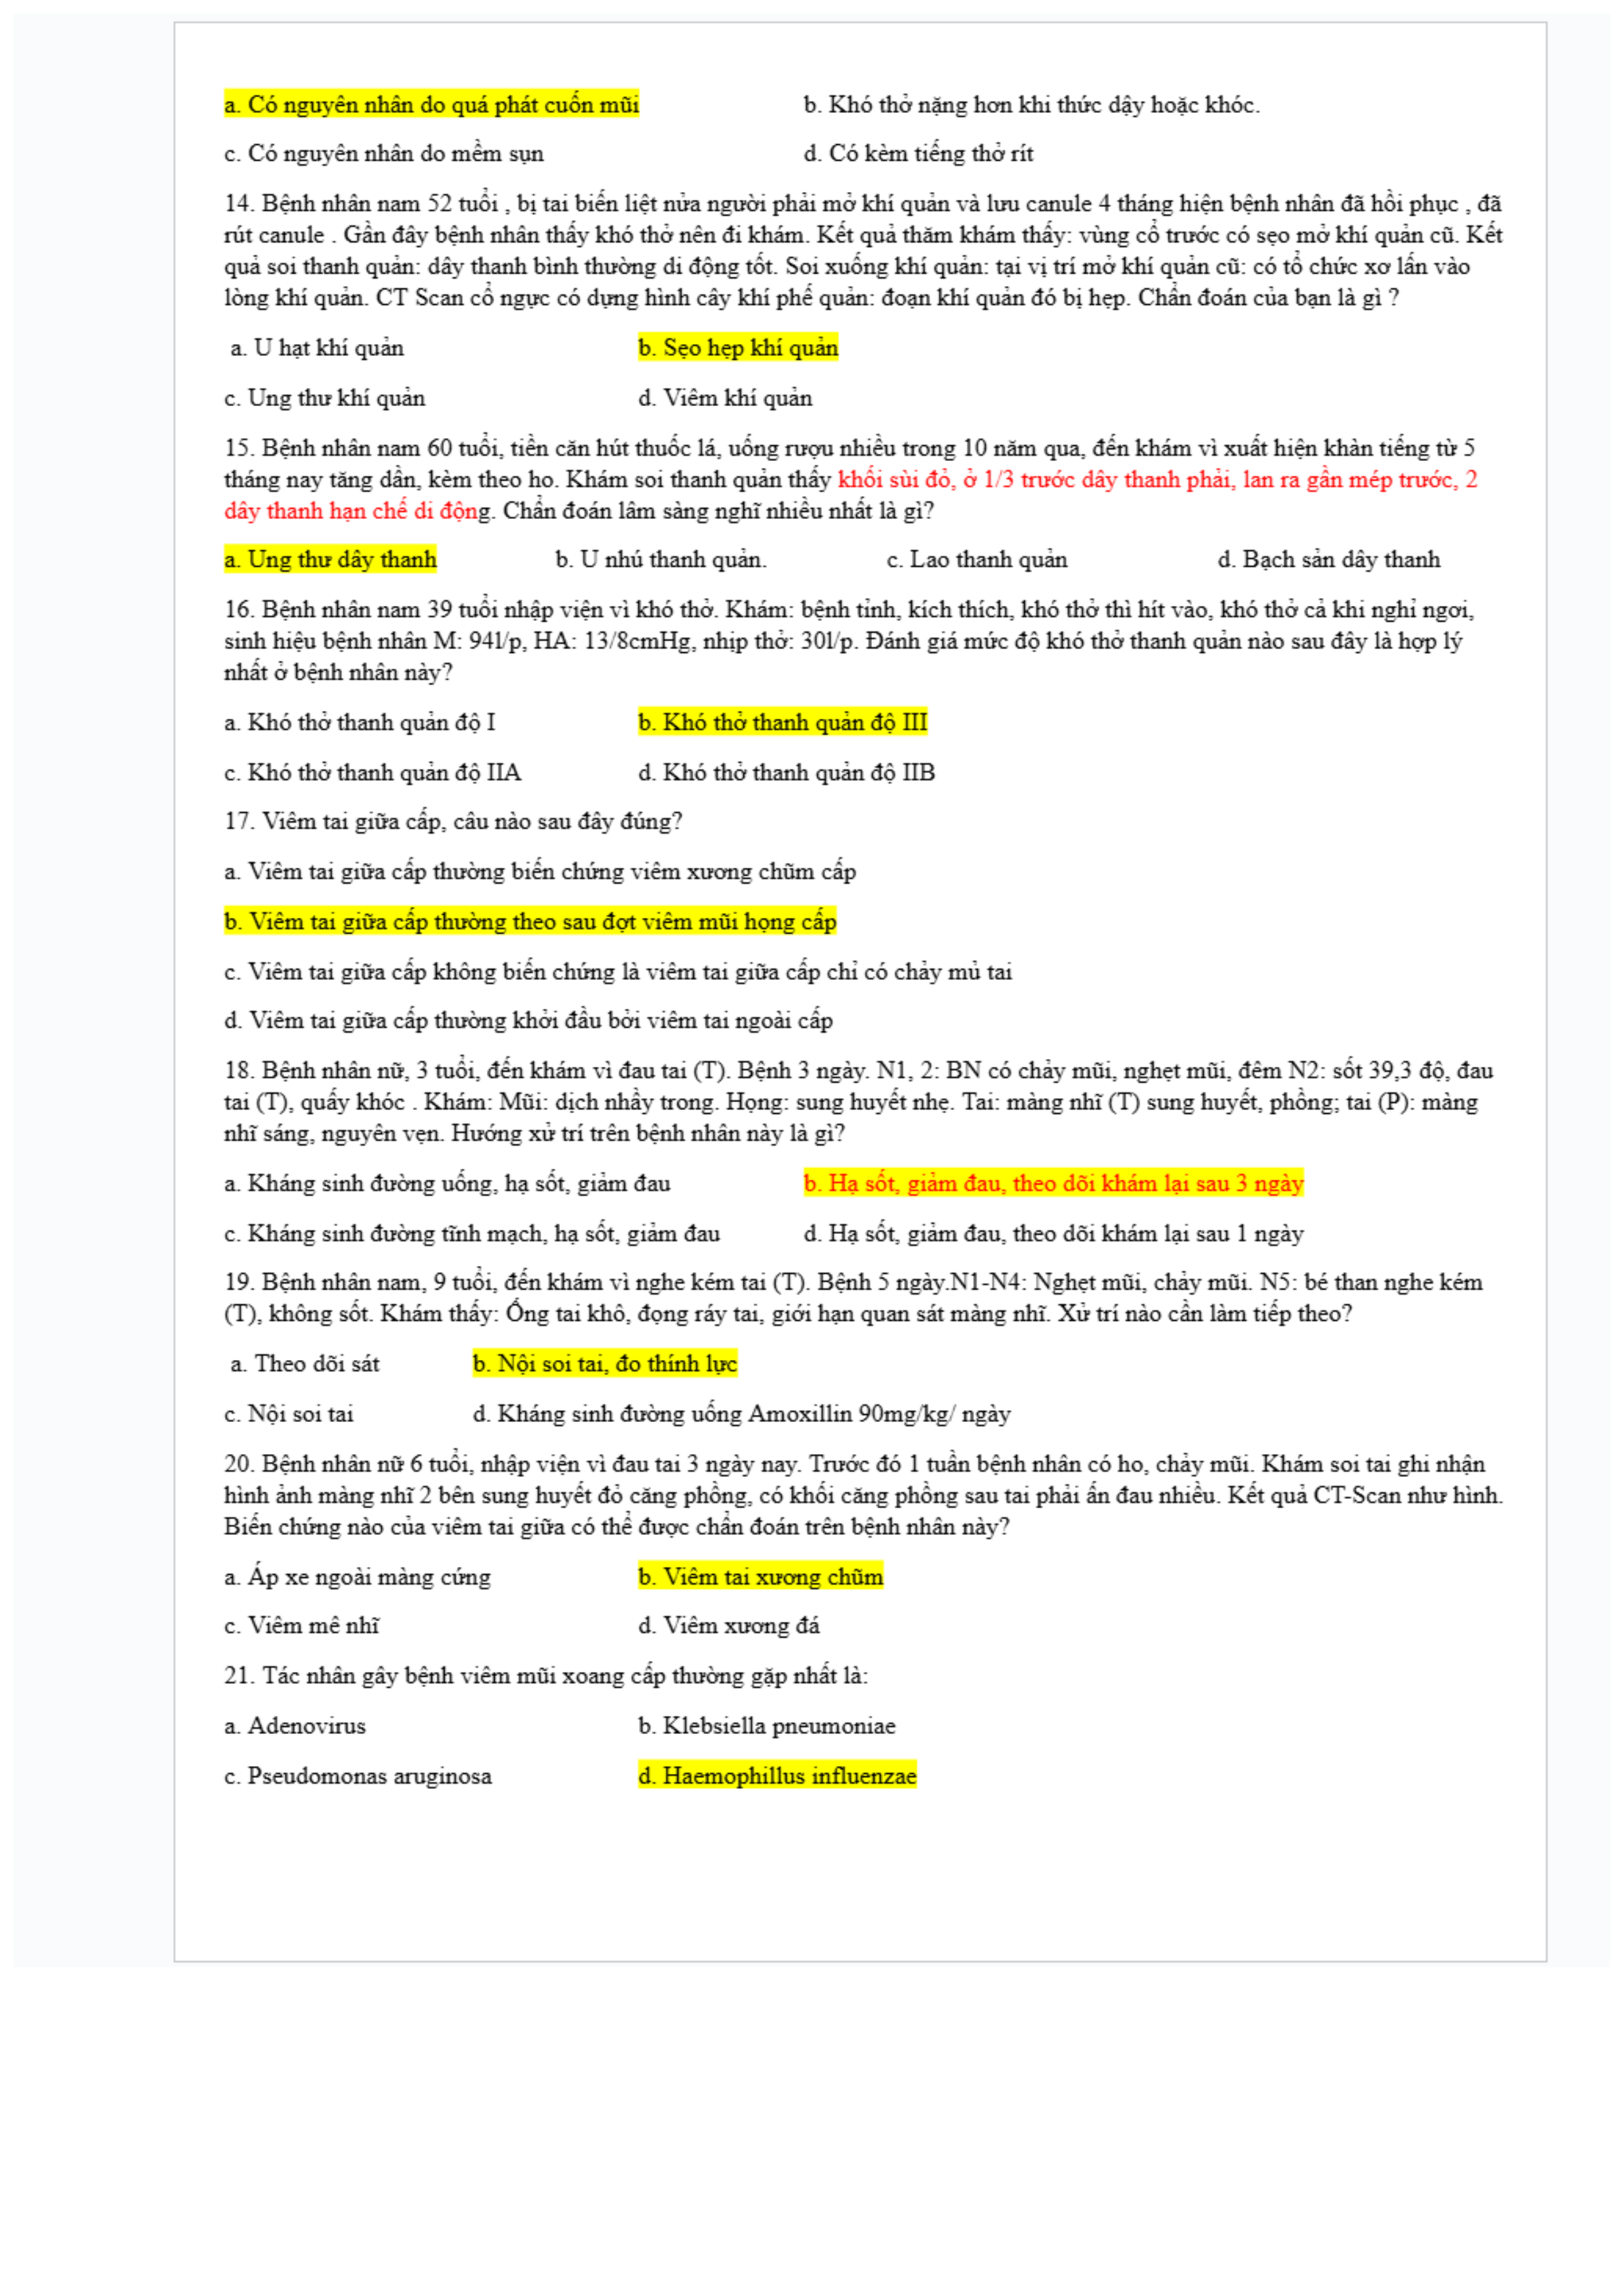 a. Có nguyên nhân do quá phát cuốn mũi b. Khó thở nặng hơn khi thức dậy hoặc khóc.
c. Có nguyên nhân do mềm sụn d. Có kèm tiếng thở rít
14. Bệnh nhân nam 52 tuổi , bị tai biến liệt nửa người phải mở khí quản và lưu canule 4 tháng hiện bệnh nhân đã hồi phục , đã
rút canule . Gần đây bệnh nhân thấy khó thở nên đi khám. Kết quả thăm khám thấy: vùng cổ trước có sẹo mở khí quản cũ. Kết
quả soi thanh quản: dây thanh bình thường di động tốt. Soi xuống khí quản: tại vị trí mở khí quản cũ: có tổ chức xơ lấn vào
lòng khí quản. CT Scan cổ ngực có dựng hình cây khí phế quản: đoạn khí quản đó bị hẹp. Chẩn đoán của bạn là gì ?
a. U hạt khí quản b. Sẹo hẹp khí quản
c. Ung thư khí quản d. Viêm khí quản
15. Bệnh nhân nam 60 tuổi, tiền căn hút thuốc lá, uống rượu nhiều trong 10 năm qua, đến khám vì xuất hiện khàn tiếng từ 5
tháng nay tăng dần, kèm theo ho. Khám soi thanh quản thấy khối sùi đỏ, ở 1/3 trước dây thanh phải, lan ra gần mép trước, 2
dây thanh hạn chế di động. Chẩn đoán lâm sàng nghĩ nhiều nhất là gì?
a. Ung thư dây thanh b. U nhú thanh quản. c. Lao thanh quản d. Bạch sản dây thanh
16. Bệnh nhân nam 39 tuổi nhập viện vì khó thở. Khám: bệnh tỉnh, kích thích, khó thở thì hít vào, khó thở cả khi nghỉ ngơi,
sinh hiệu bệnh nhân M: 94l/p, HA: 13/8cmHg, nhịp thở: 30l/p. Đánh giá mức độ khó thở thanh quản nào sau đây là hợp lý
nhất ở bệnh nhân này?
a. Khó thở thanh quản độ I b. Khó thở thanh quản độ III
c. Khó thở thanh quản độ IIA d. Khó thở thanh quản độ IIB
17. Viêm tai giữa cấp, câu nào sau đây đúng?
a. Viêm tai giữa cấp thường biến chứng viêm xương chũm cấp
b. Viêm tai giữa cấp thường theo sau đợt viêm mũi họng cấp
c. Viêm tai giữa cấp không biến chứng là viêm tai giữa cấp chỉ có chảy mủ tai
d. Viêm tai giữa cấp thường khởi đầu bởi viêm tai ngoài cấp
18. Bệnh nhân nữ, 3 tuổi, đến khám vì đau tai (T). Bệnh 3 ngày. N1, 2: BN có chảy mũi, nghẹt mũi, đêm N2: sốt 39,3 độ, đau
tai (T), quấy khóc . Khám: Mũi: dịch nhầy trong. Họng: sung huyết nhẹ. Tai: màng nhĩ (T) sung huyết, phồng; tai (P): màng
nhĩ sáng, nguyên vẹn. Hướng xử trí trên bệnh nhân này là gì?
a. Kháng sinh đường uống, hạ sốt, giảm đau b. Hạ sốt, giảm đau, theo dõi khám lại sau 3 ngày
c. Kháng sinh đường tĩnh mạch, hạ sốt, giảm đau d. Hạ sốt, giảm đau, theo dõi khám lại sau 1 ngày
19. Bệnh nhân nam, 9 tuổi, đến khám vì nghe kém tai (T). Bệnh 5 ngày.N1-N4: Nghẹt mũi, chảy mũi. N5: bé than nghe kém
(T), không sốt. Khám thấy: Ống tai khô, đọng ráy tai, giới hạn quan sát màng nhĩ. Xử trí nào cần làm tiếp theo?
a. Theo dõi sát b. Nội soi tai, đo thính lực
c. Nội soi tai d. Kháng sinh đường uống Amoxillin 90mg/kg/ ngày
20. Bệnh nhân nữ 6 tuổi, nhập viện vì đau tai 3 ngày nay. Trước đó 1 tuần bệnh nhân có ho, chảy mũi. Khám soi tai ghi nhận
hình ảnh màng nhĩ 2 bên sung huyết đỏ căng phồng, có khối căng phồng sau tai phải ấn đau nhiều. Kết quả CT-Scan như hình.
Biến chứng nào của viêm tai giữa có thể được chẩn đoán trên bệnh nhân này?
a. Áp xe ngoài màng cứng b. Viêm tai xương chũm
c. Viêm mê nhĩ d. Viêm xương đá
21. Tác nhân gây bệnh viêm mũi xoang cấp thường gặp nhất là:
a. Adenovirus b. Klebsiella pneumoniae
c. Pseudomonas aruginosa d. Haemophillus influenzae